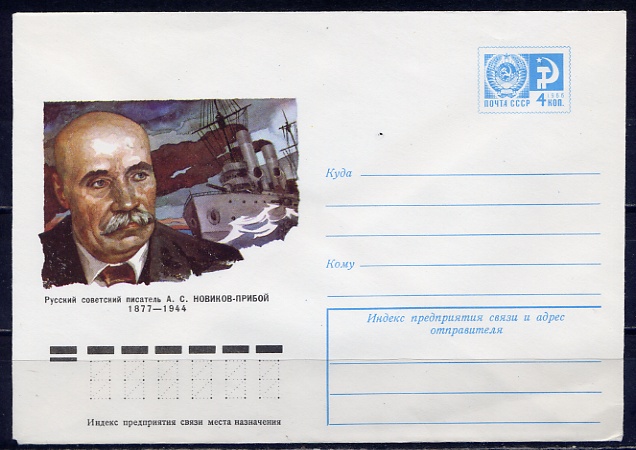 ПОЧТА СССР
4 КОП.
1966
Куда
Кому
Русский советский писатель А. С. НОВИКОВ-ПРИБОЙ
1877—1944
Индекс предприятия связи и адрес
отправителя
Индекс предприятия связи места назначения